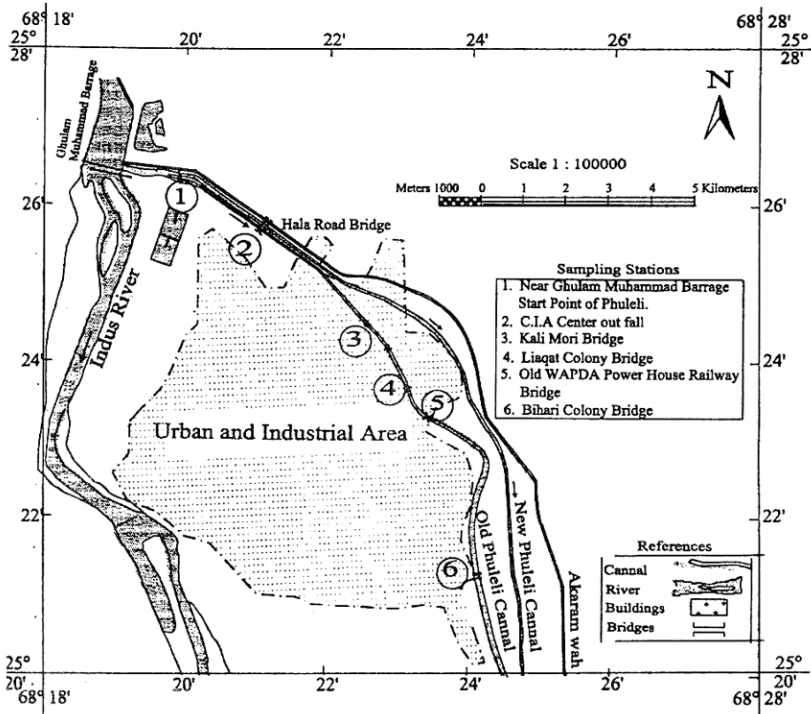 68° 18'
20'
22'
24'
26'
68° 28'
25°
28'
25°
28'
Ghulam
Muhammad Barrage
N
Scale 1 : 100000
Meters 1000 0 1 2 3 4 5 Kilometers
26'
26'
1
Hala Road Bridge
2
Sampling Stations
1. Near Ghulam Muhammad Barrage
Start Point of Phuleli.
2. C.I.A Center out fall
3. Kali Mori Bridge
4. Liaqat Colony Bridge
5. Old WAPDA Power House Railway
Bridge
6. Bihari Colony Bridge
Indus River
3
24'
24'
4
5
Urban and Industrial Area
22'
22'
6
Old Phuleli Cannal
New Phuleli Cannal
Akaram wah
References
Cannal
River
Buildings
Bridges
25°
20'
25°
20'
68° 18'
20'
22'
24'
26'
68° 28'